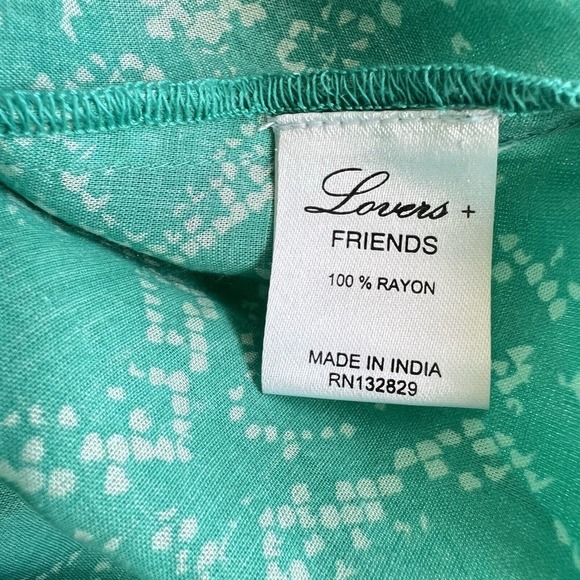 Lovers +
FRIENDS
100 % RAYON
MADE IN INDIA
RN132829